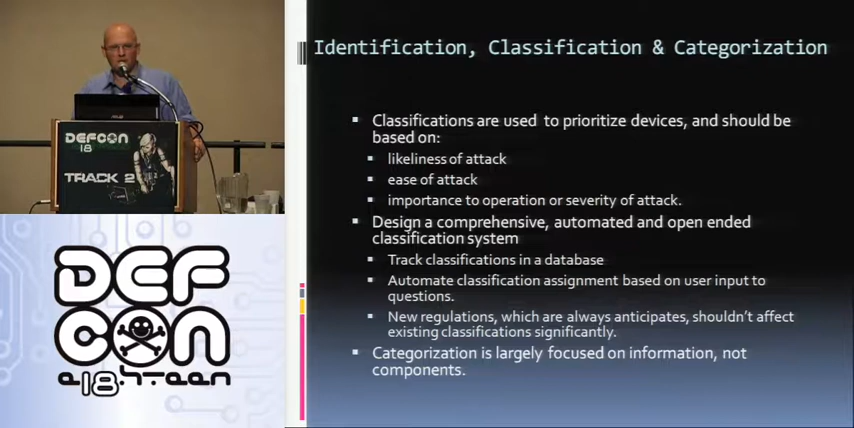 Identification, Classification & Categorization
Classifications are used to prioritize devices, and should be
based on:
likeliness of attack
ease of attack
importance to operation or severity of attack.
Design a comprehensive, automated and open ended
classification system
Track classifications in a database
Automate classification assignment based on user input to
questions.
New regulations, which are always anticipates, shouldn't affect
existing classifications significantly.
Categorization is largely focused on information, not
components.
DEFCON
18
TRACK 2
DEF
CON
e18hteen